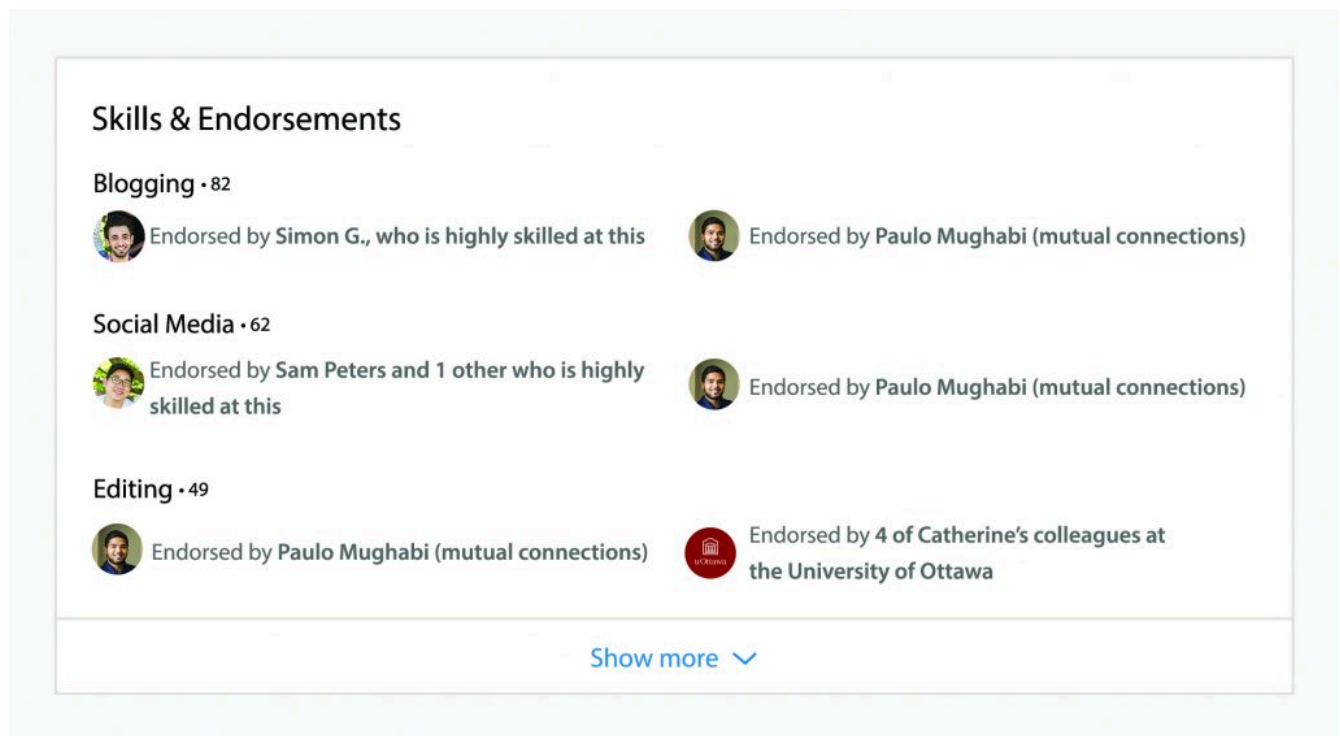 Skills & Endorsements
Blogging • 82
Endorsed by Simon G., who is highly skilled at this
Endorsed by Paulo Mughabi (mutual connections)
Social Media • 62
Endorsed by Sam Peters and 1 other who is highly
skilled at this
Endorsed by Paulo Mughabi (mutual connections)
Editing • 49
Endorsed by Paulo Mughabi (mutual connections)
uOttawa
Endorsed by 4 of Catherine’s colleagues at
the University of Ottawa
Show more